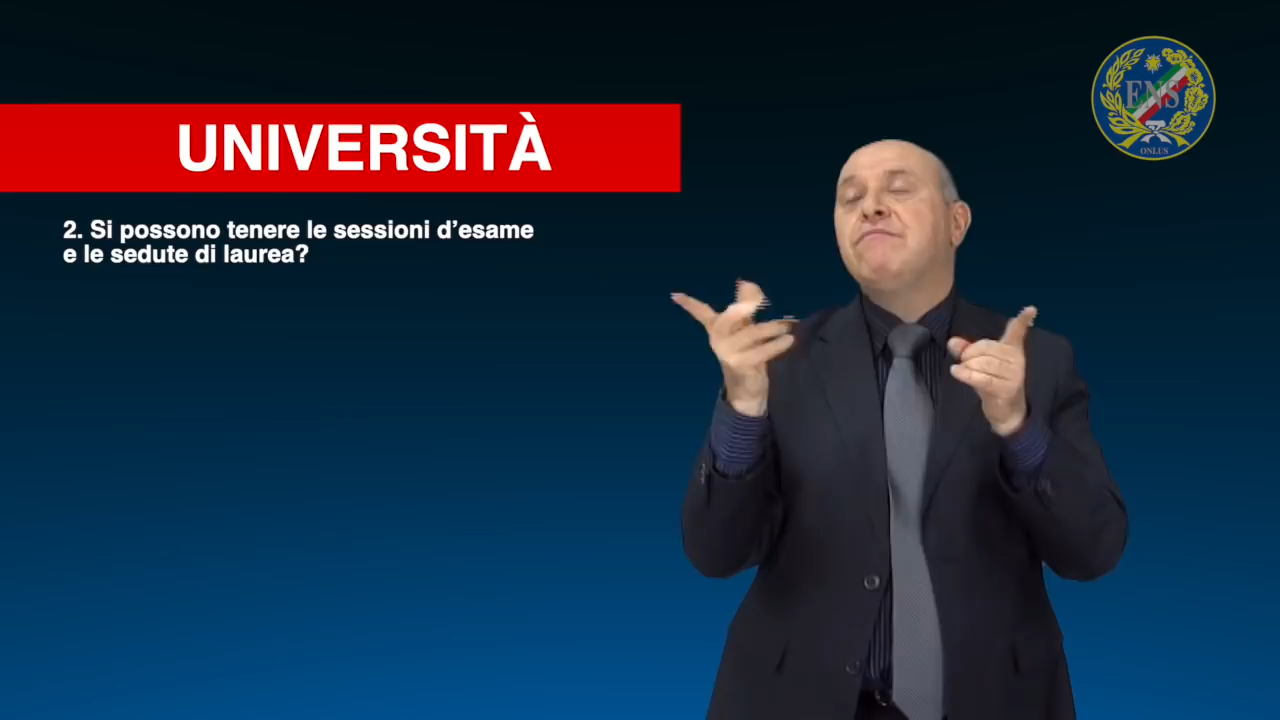 UNIVERSITÀ
2. Si possono tenere le sessioni d’esame
e le sedute di laurea?
ENS
ONLUS